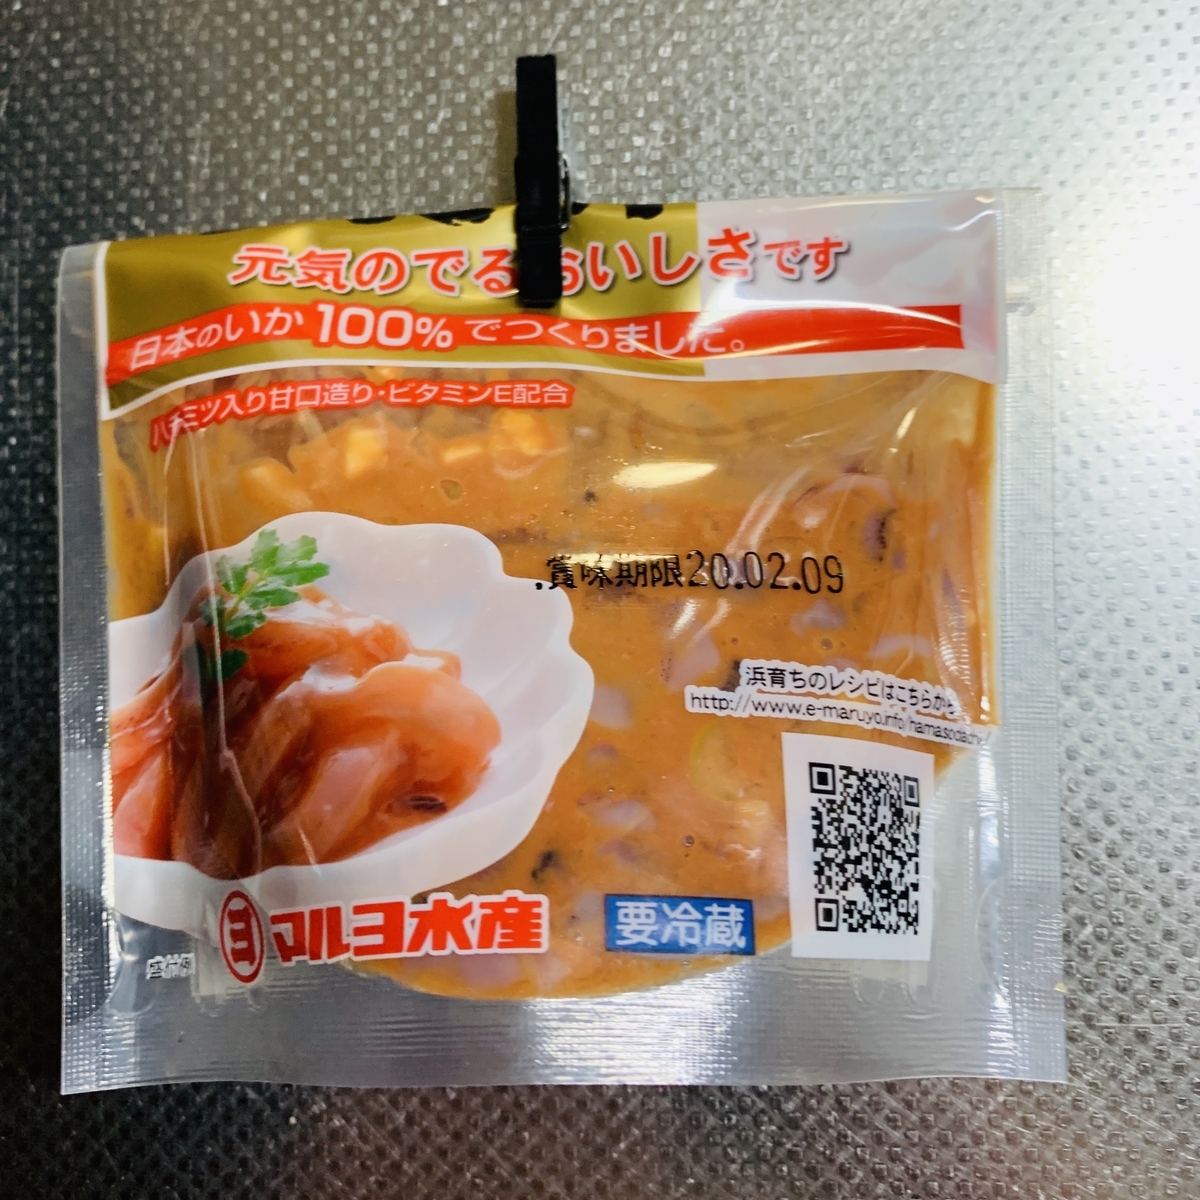 元気のでるおいしさです
日本のいか100%でつくりました。
ハチミツ入り甘口造り・ビタミンE配合
.賞味期限20.02.09
浜育ちのレシピはこちらから
http://www.e-maruyo.info/hamasodachi/
ヨ マルヨ水産
要冷蔵
盛付例